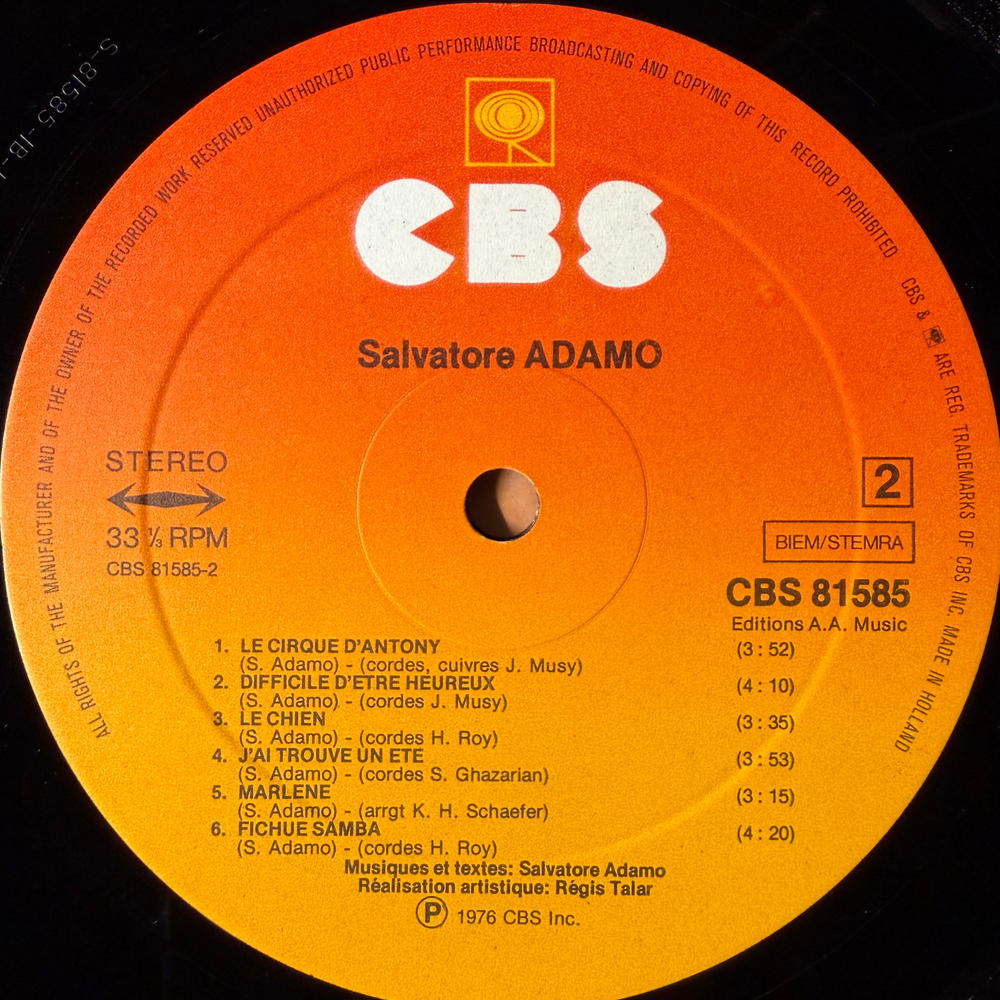 S-81585-1B-1
ALL RIGHTS OF THE MANUFACTURER AND OF THE OWNER OF THE RECORDED WORK RESERVED UNAUTHORIZED PUBLIC PERFORMANCE BROADCASTING AND COPYING OF THIS RECORD PROHIBITED CBS & ARE REG. TRADEMARKS OF CBS INC. MADE IN HOLLAND
CBS
Salvatore ADAMO
STEREO
33⅓ RPM
CBS 81585-2
2
BIEM/STEMRA
CBS 81585
Editions A.A. Music
1. LE CIRQUE D'ANTONY (3 : 52)
(S. Adamo) - (cordes, cuivres J. Musy)
2. DIFFICILE D'ETRE HEUREUX (4 : 10)
(S. Adamo) - (cordes J. Musy)
3. LE CHIEN (3 : 35)
(S. Adamo) - (cordes H. Roy)
4. J'AI TROUVE UN ETE (3 : 53)
(S. Adamo) - (cordes S. Ghazarian)
5. MARLENE (3 : 15)
(S. Adamo) - (arrgt K. H. Schaefer)
6. FICHUE SAMBA (4 : 20)
(S. Adamo) - (cordes H. Roy)
Musiques et textes: Salvatore Adamo
Réalisation artistique: Régis Talar
Ⓟ 1976 CBS Inc.